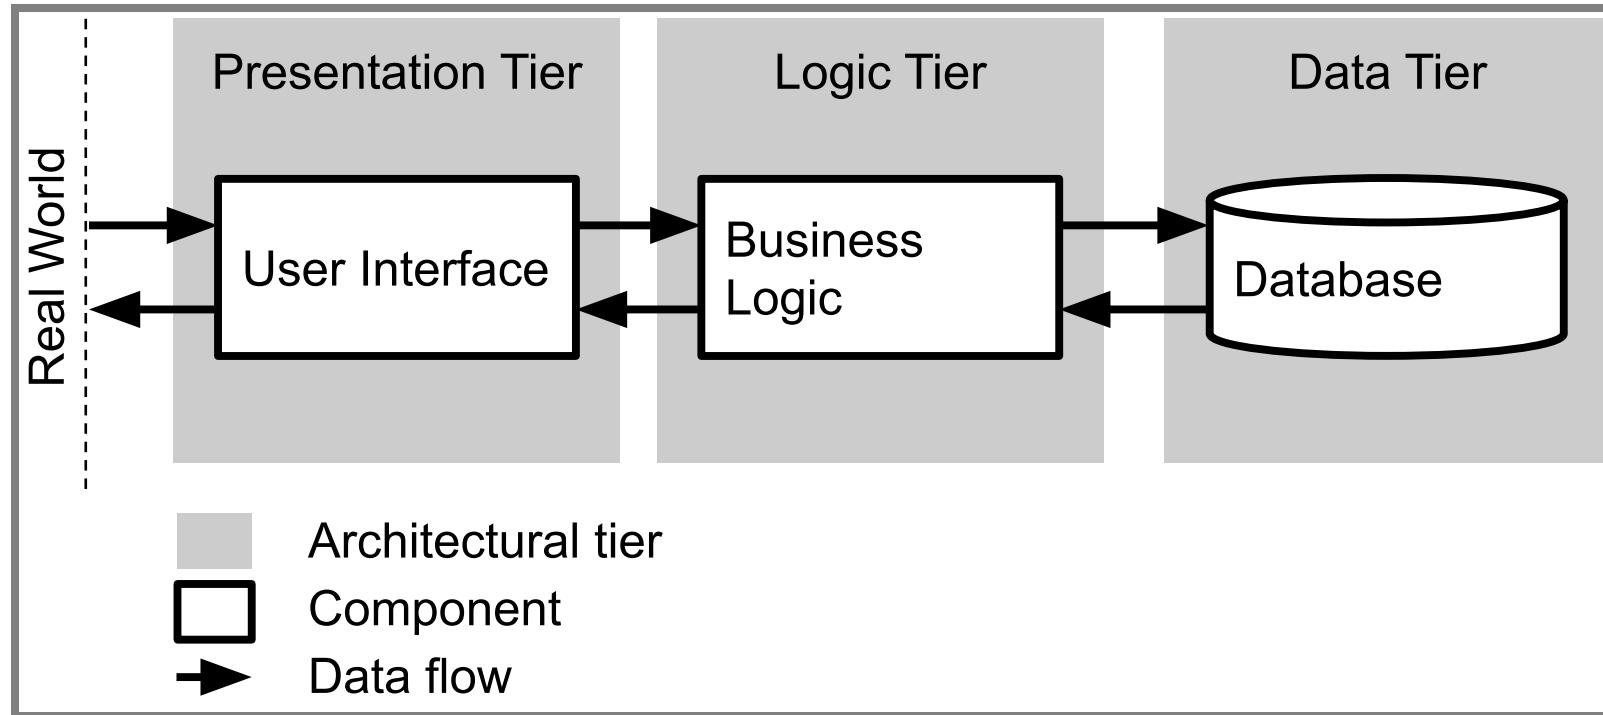 Presentation Tier
Logic Tier
Data Tier
Real World
User Interface
Business
Logic
Database
Architectural tier
Component
Data flow